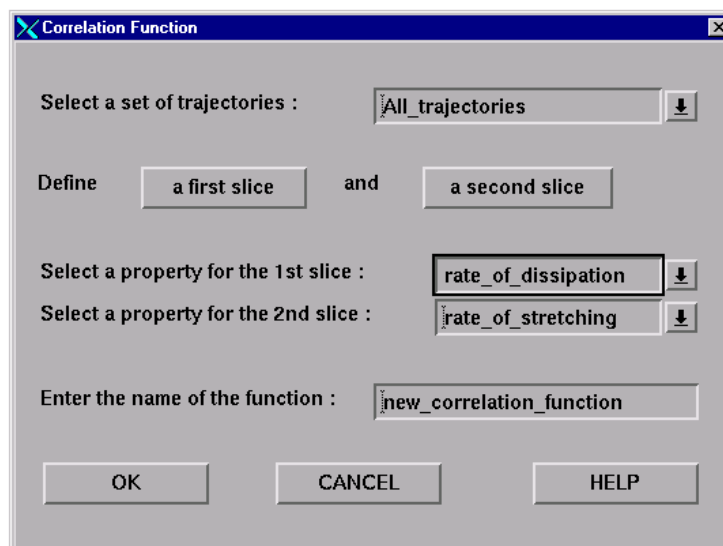 Correlation Function
Select a set of trajectories : All_trajectories
Define a first slice and a second slice
Select a property for the 1st slice : rate_of_dissipation
Select a property for the 2nd slice : rate_of_stretching
Enter the name of the function : new_correlation_function
OK CANCEL HELP